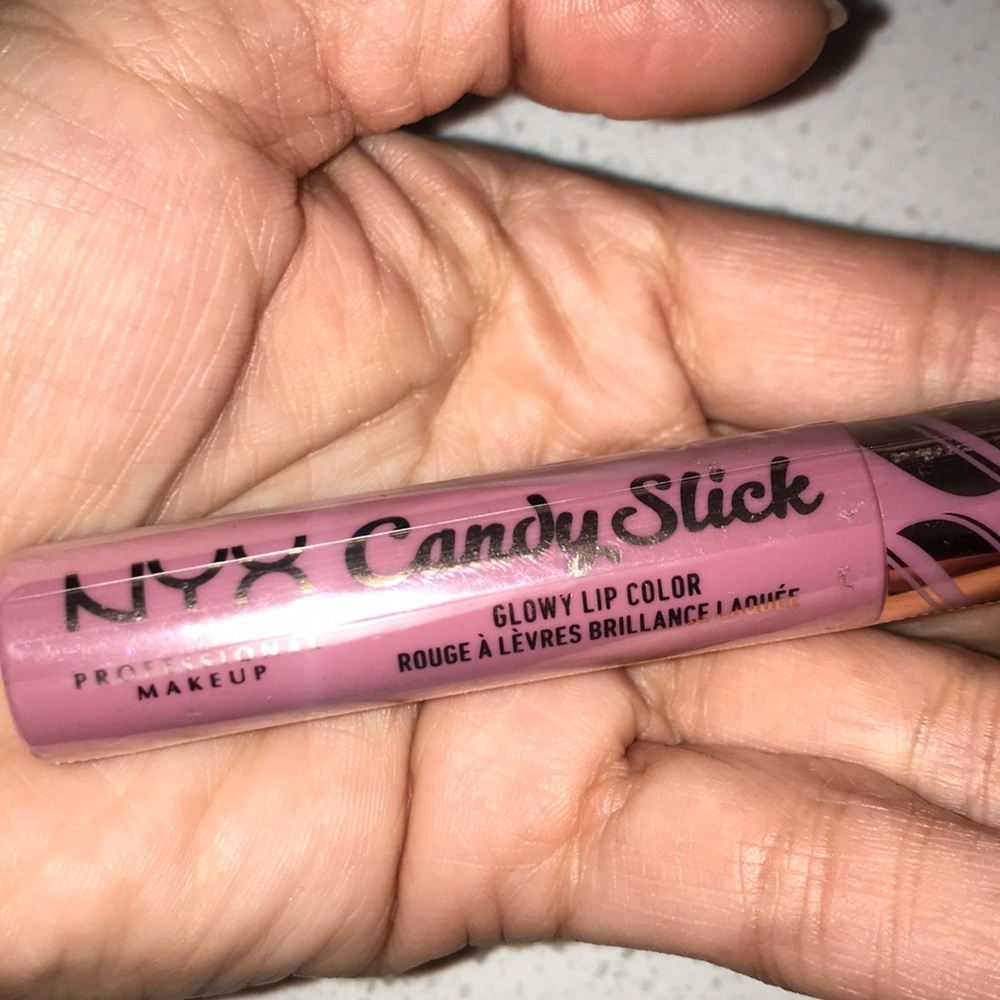 NYX Candy Slick
PROFESSIONAL
MAKEUP
GLOWY LIP COLOR
ROUGE À LÈVRES BRILLANCE LAQUÉE